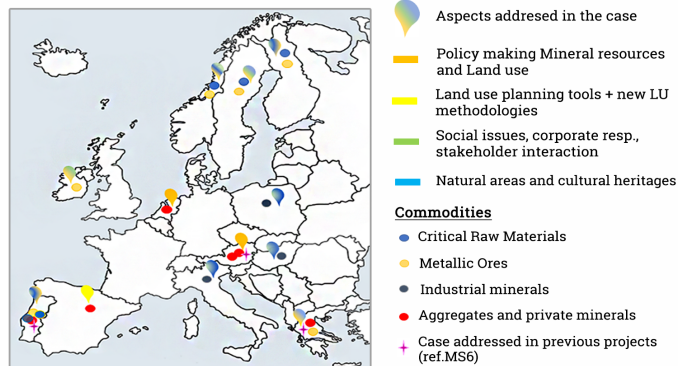 Aspects addresed in the case
Policy making Mineral resources
and Land use
Land use planning tools + new LU
methodologies
Social issues, corporate resp.,
stakeholder interaction
Natural areas and cultural heritages
Commodities
Critical Raw Materials
Metallic Ores
Industrial minerals
Aggregates and private minerals
Case addressed in previous projects
(ref.MS6)